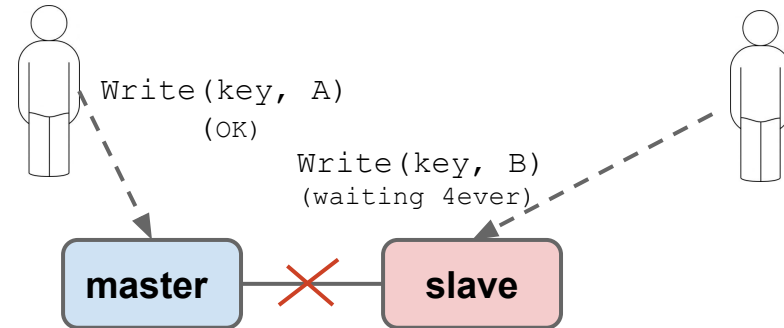 Write(key, A)
(OK)
Write(key, B)
(waiting 4ever)
master
slave